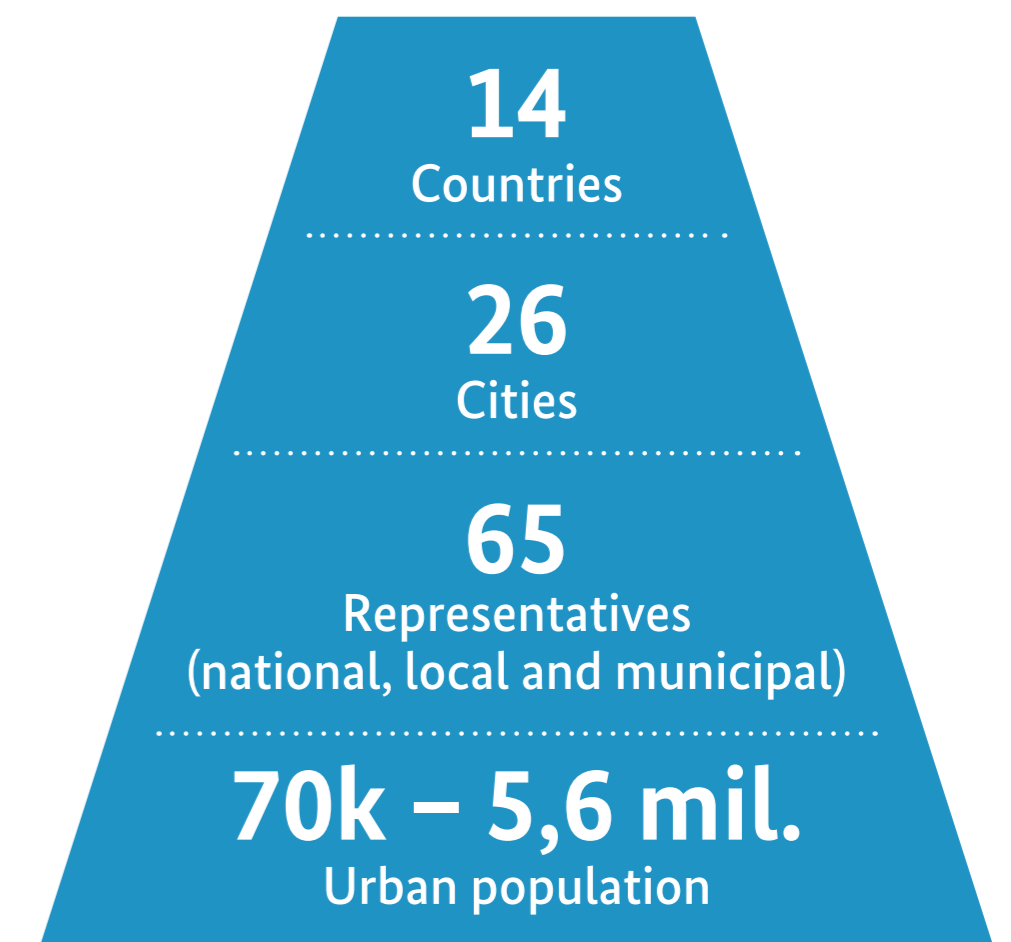 14
Countries
26
Cities
65
Representatives
(national, local and municipal)
70k – 5,6 mil.
Urban population